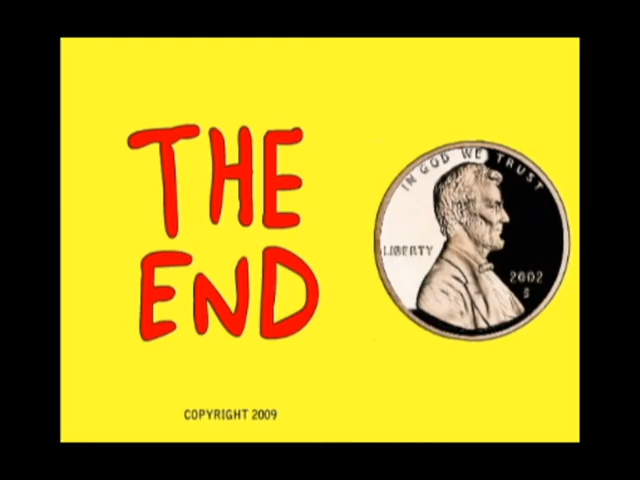 THE
END
IN GOD WE TRUST
LIBERTY
2002
S
COPYRIGHT 2009